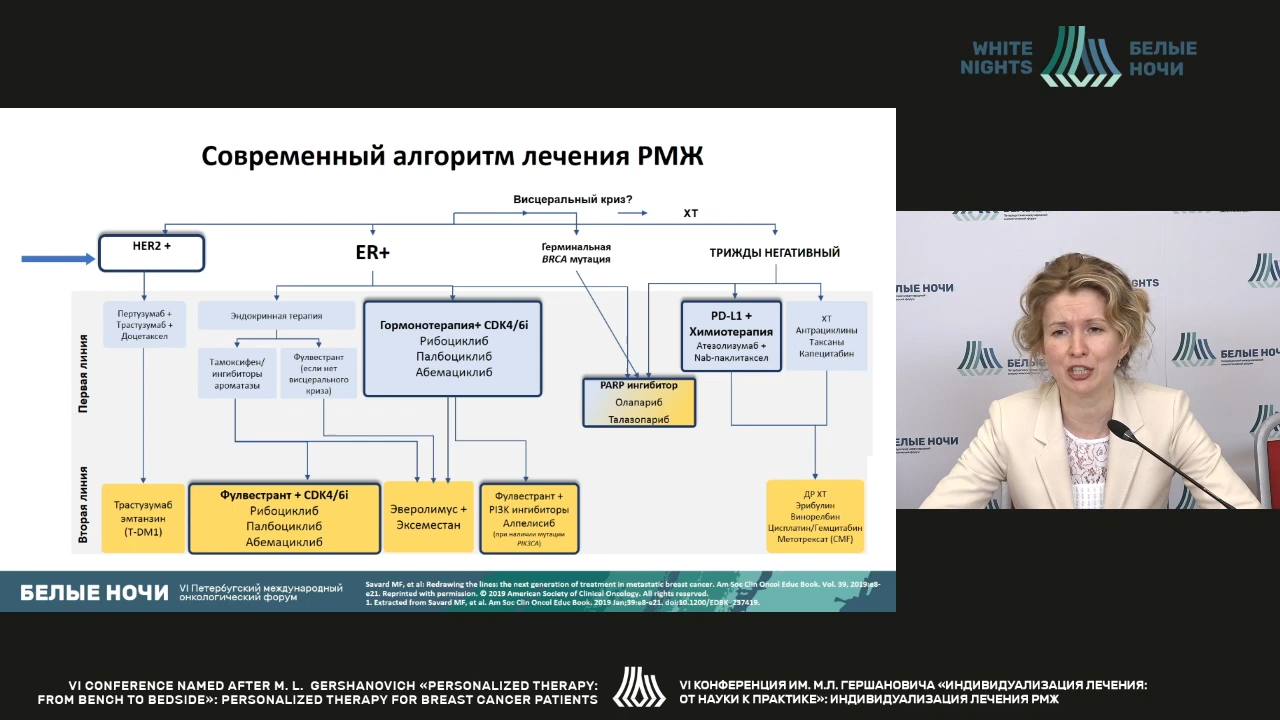 WHITE
NIGHTS
БЕЛЫЕ
НОЧИ
Современный алгоритм лечения РМЖ
Висцеральный криз?
ХТ
HER2 +
ER+
Герминальная
BRCA мутация
ТРИЖДЫ НЕГАТИВНЫЙ
Первая линия
Пертузумаб +
Трастузумаб +
Доцетаксел
Эндокринная терапия
Тамоксифен/
ингибиторы
ароматазы
Фулвестрант
(если нет
висцерального
криза)
Гормонотерапия+ CDK4/6i
Рибоциклиб
Палбоциклиб
Абемациклиб
PARP ингибитор
Олапариб
Талазопариб
PD-L1 +
Химиотерапия
Атезолизумаб +
Nab-паклитаксел
ХТ
Антрациклины
Таксаны
Капецитабин
Вторая линия
Трастузумаб
эмтанзин
(T-DM1)
Фулвестрант + CDK4/6i
Рибоциклиб
Палбоциклиб
Абемациклиб
Эверолимус +
Эксеместан
Фулвестрант +
PI3K ингибиторы
Алпелисиб
(при наличии мутации
PIK3CA)
ДР ХТ
Эрибулин
Винорелбин
Цисплатин/Гемцитабин
Метотрексат (CMF)
БЕЛЫЕ НОЧИ
VI Петербургский международный
онкологический форум
Savard MF, et al: Redrawing the lines: the next generation of treatment in metastatic breast cancer. Am Soc Clin Oncol Educ Book. Vol. 39, 2019:e8-
e21. Reprinted with permission. © 2019 American Society of Clinical Oncology. All rights reserved.
1. Extracted from Savard MF, et al. Am Soc Clin Oncol Educ Book. 2019 Jan;39:e8-e21. doi:10.1200/EDBK_237419.
БЕЛЫЕ НОЧИ
NIGHTS
БЕЛЫЕ НО
ЕЛЫЕ НОЧИ
VI CONFERENCE NAMED AFTER M. L. GERSHANOVICH «PERSONALIZED THERAPY:
FROM BENCH TO BEDSIDE»: PERSONALIZED THERAPY FOR BREAST CANCER PATIENTS
VI КОНФЕРЕНЦИЯ ИМ. М.Л. ГЕРШАНОВИЧА «ИНДИВИДУАЛИЗАЦИЯ ЛЕЧЕНИЯ:
ОТ НАУКИ К ПРАКТИКЕ»: ИНДИВИДУАЛИЗАЦИЯ ЛЕЧЕНИЯ РМЖ